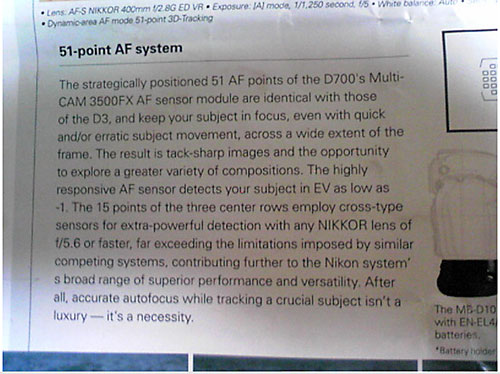 • Lens: AF-S NIKKOR 400mm f/2.8G ED VR • Exposure: [A] mode, 1/1,250 second, f/5 • White balance: Auto •
• Dynamic-area AF mode 51-point 3D-Tracking
51-point AF system
The strategically positioned 51 AF points of the D700's Multi-
CAM 3500FX AF sensor module are identical with those
of the D3, and keep your subject in focus, even with quick
and/or erratic subject movement, across a wide extent of the
frame. The result is tack-sharp images and the opportunity
to explore a greater variety of compositions. The highly
responsive AF sensor detects your subject in EV as low as
-1. The 15 points of the three center rows employ cross-type
sensors for extra-powerful detection with any NIKKOR lens of
f/5.6 or faster, far exceeding the limitations imposed by similar
competing systems, contributing further to the Nikon system'
s broad range of superior performance and versatility. After
all, accurate autofocus while tracking a crucial subject isn't a
luxury — it's a necessity.
The MB-D10
with EN-EL4
batteries.
*Battery holder